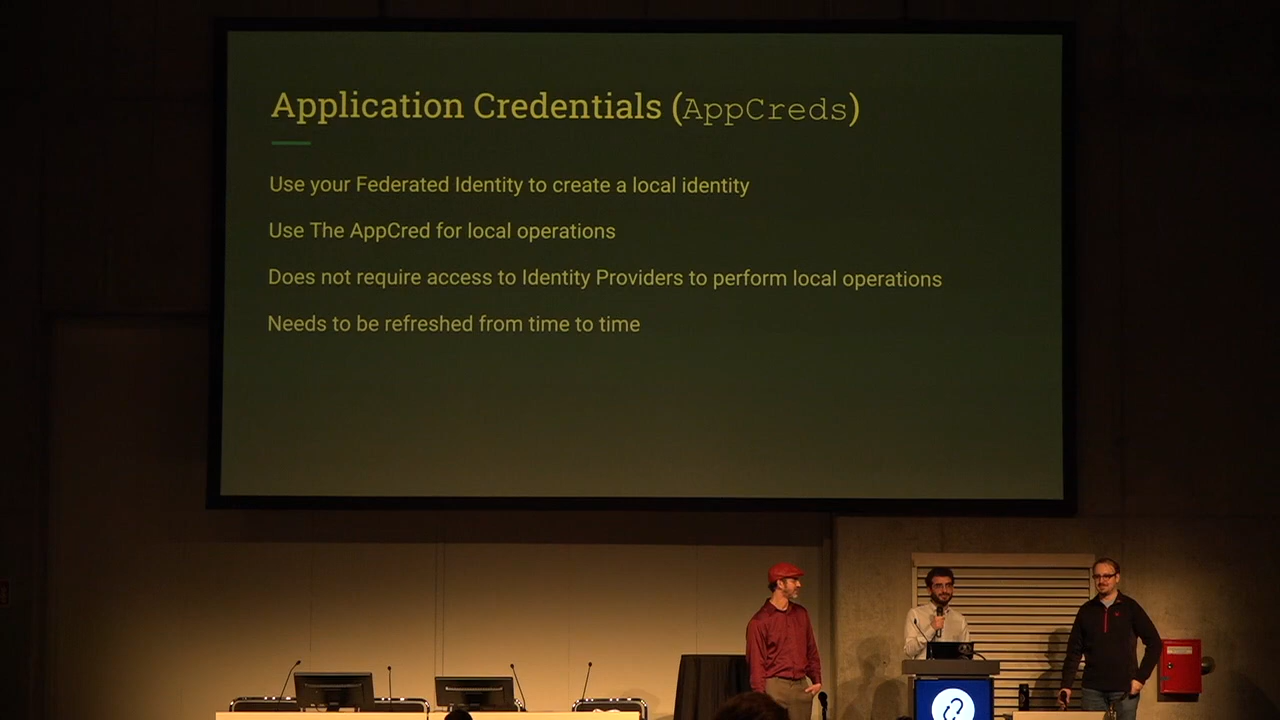 Application Credentials (AppCreds)
Use your Federated Identity to create a local identity
Use The AppCred for local operations
Does not require access to Identity Providers to perform local operations
Needs to be refreshed from time to time